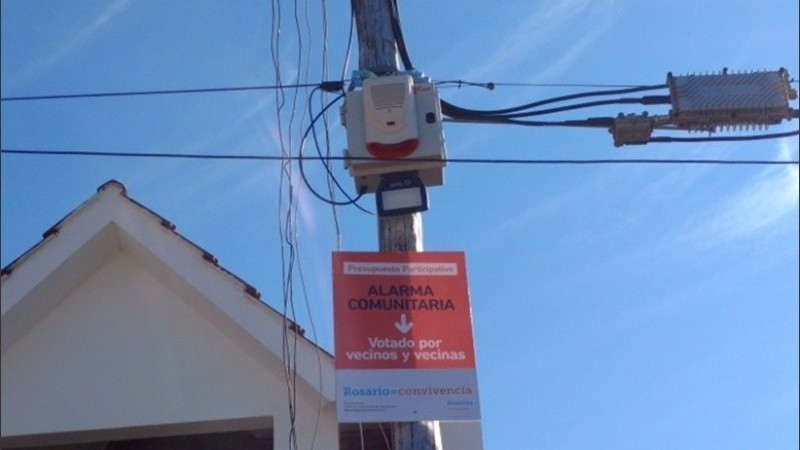 Presupuesto Participativo
ALARMA
COMUNITARIA
Votado por
vecinos y vecinas
Rosario convivencia